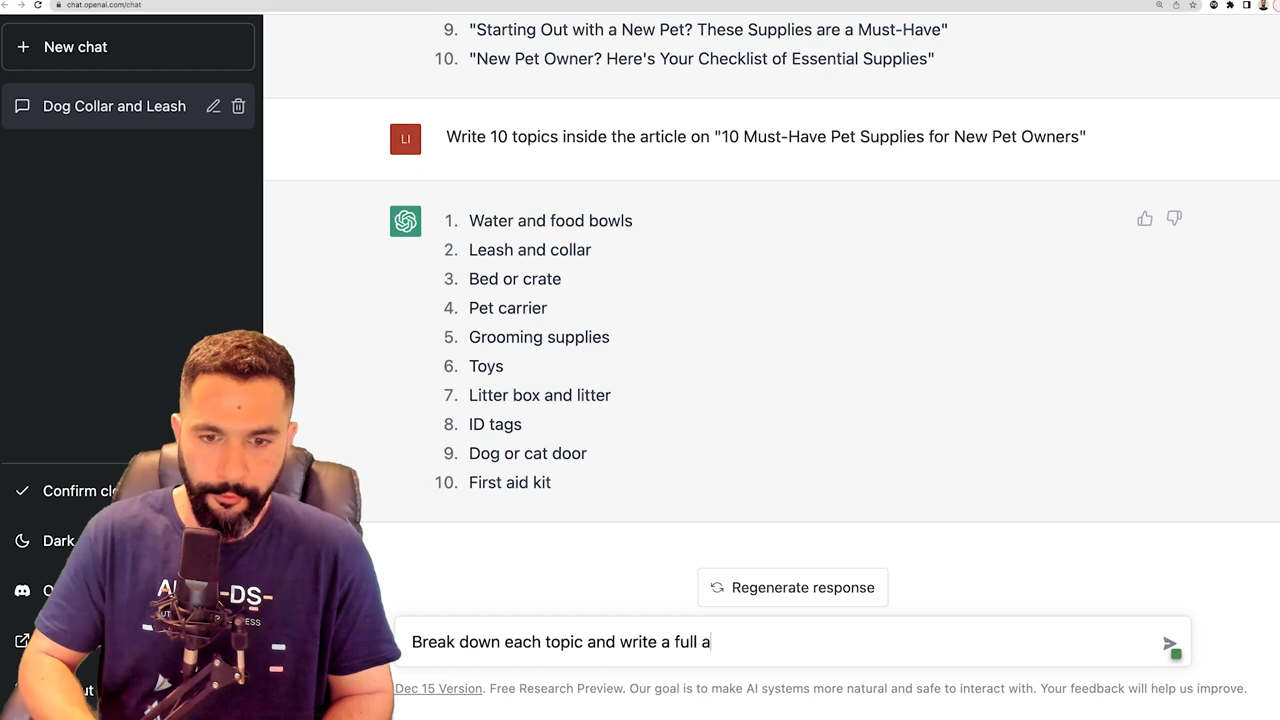 chat.openai.com/chat
New chat
Dog Collar and Leash
9. "Starting Out with a New Pet? These Supplies are a Must-Have"
10. "New Pet Owner? Here's Your Checklist of Essential Supplies"
LI
Write 10 topics inside the article on "10 Must-Have Pet Supplies for New Pet Owners"
1. Water and food bowls
2. Leash and collar
3. Bed or crate
4. Pet carrier
5. Grooming supplies
6. Toys
7. Litter box and litter
8. ID tags
9. Dog or cat door
10. First aid kit
Confirm cle
Dark
Regenerate response
Break down each topic and write a full a
Dec 15 Version. Free Research Preview. Our goal is to make AI systems more natural and safe to interact with. Your feedback will help us improve.